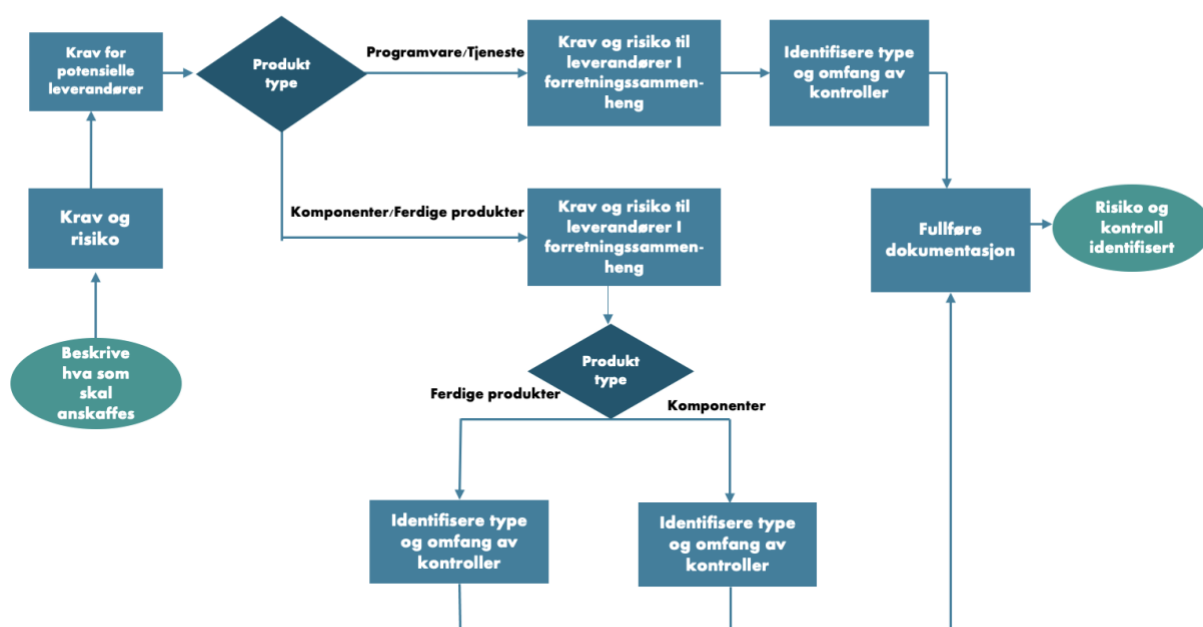 Krav for
potensielle
leverandører
Produkt
type
Programvare/Tjeneste
Krav og risiko til
leverandører I
forretningssammen-
heng
Identifisere type
og omfang av
kontroller
Krav og
risiko
Komponenter/Ferdige produkter
Krav og risiko til
leverandører I
forretningssammen-
heng
Fullføre
dokumentasjon
Risiko og
kontroll
identifisert
Beskrive
hva som
skal
anskaffes
Produkt
type
Ferdige produkter
Komponenter
Identifisere type
og omfang av
kontroller
Identifisere type
og omfang av
kontroller